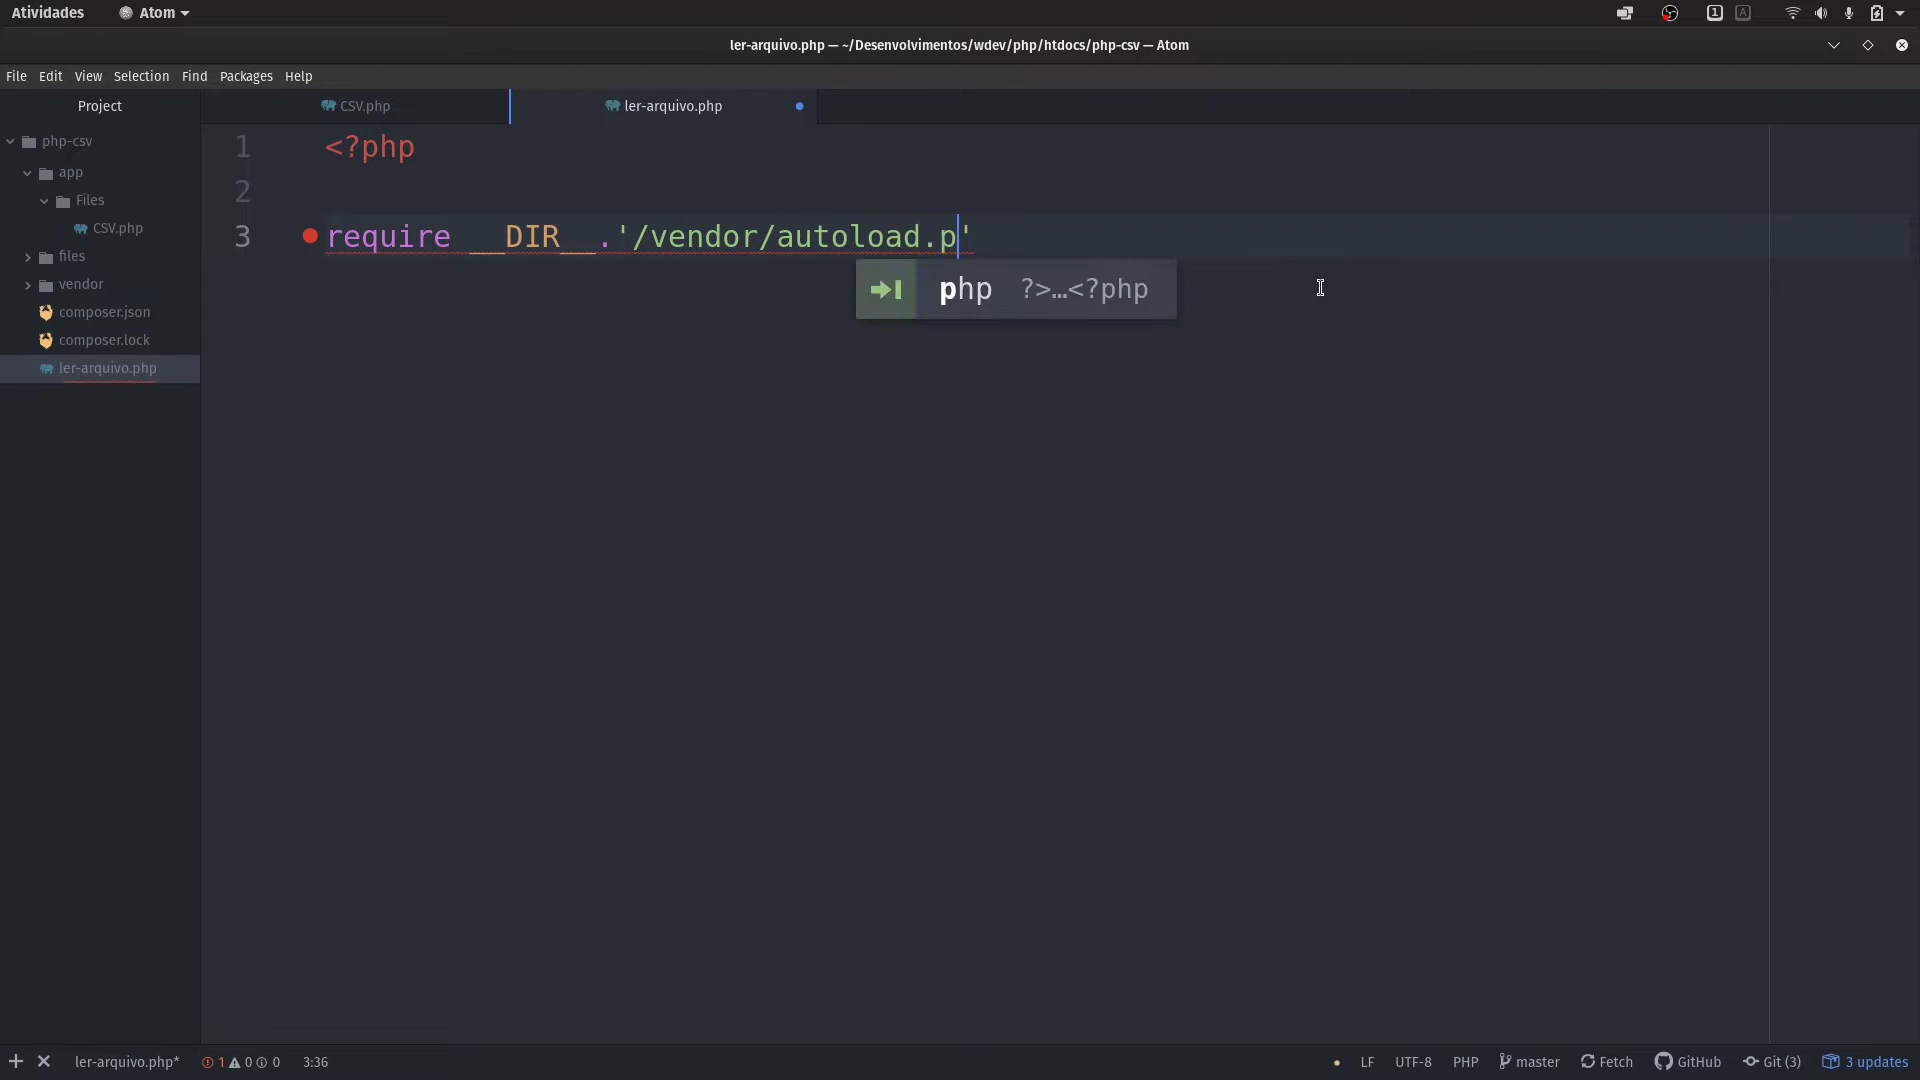 Atividades
Atom
1
A
ler-arquivo.php — ~/Desenvolvimentos/wdev/php/htdocs/php-csv — Atom
File Edit View Selection Find Packages Help
Project
CSV.php
ler-arquivo.php
php-csv
app
Files
CSV.php
files
vendor
composer.json
composer.lock
ler-arquivo.php
1 <?php
2
3 require __DIR__.'/vendor/autoload.p'
php ?>…<?php
ler-arquivo.php* 1 0 0 3:36
LF UTF-8 PHP master Fetch GitHub Git (3) 3 updates